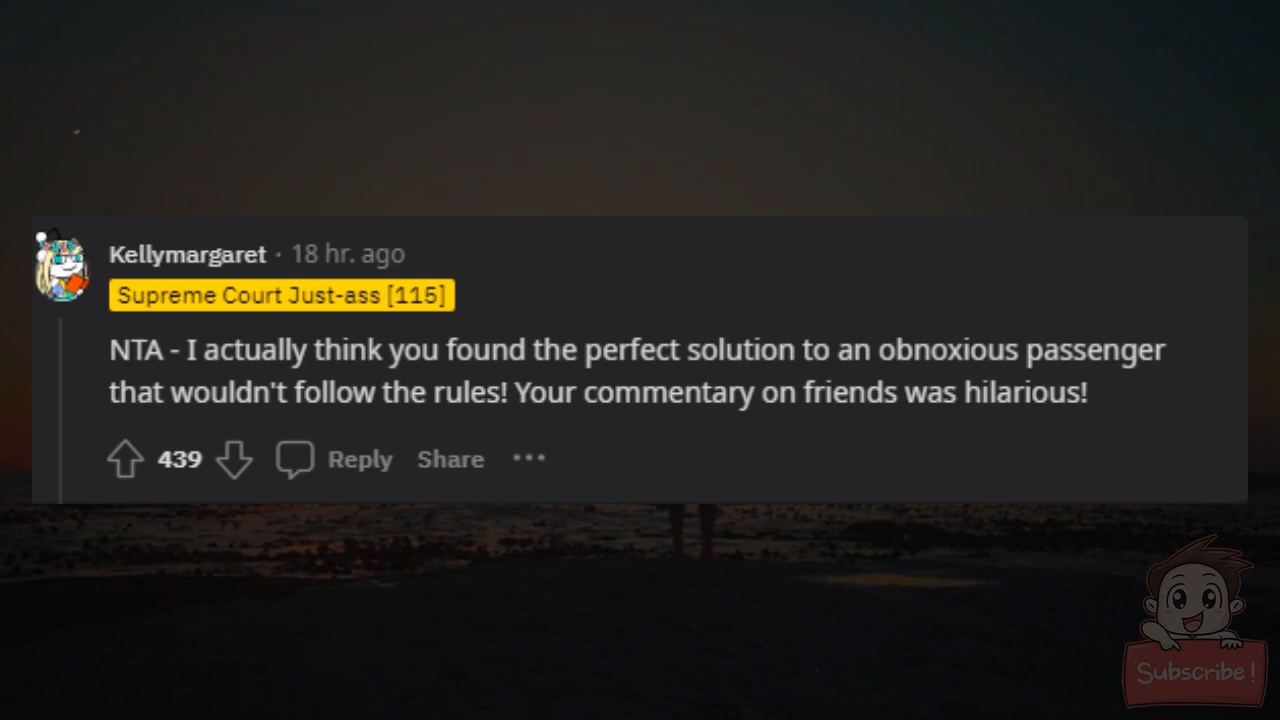 Kellymargaret · 18 hr. ago
Supreme Court Just-ass [115]
NTA - I actually think you found the perfect solution to an obnoxious passenger
that wouldn't follow the rules! Your commentary on friends was hilarious!
439 Reply Share ···
Subscribe!